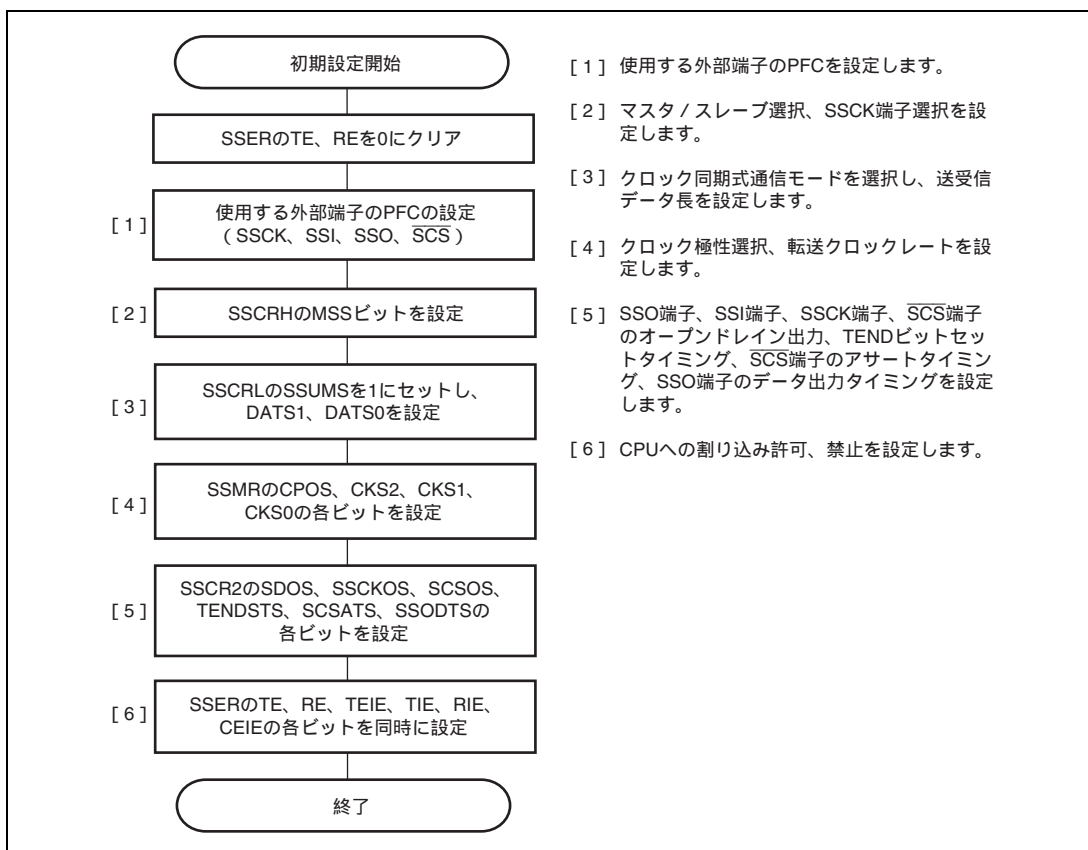 初期設定開始
SSERのTE、REを0にクリア
[ 1 ]
使用する外部端子のPFCの設定
( SSCK、SSI、SSO、S̅C̅S̅ )
[ 2 ]
SSCRHのMSSビットを設定
[ 3 ]
SSCRLのSSUMSを1にセットし、
DATS1、DATS0を設定
[ 4 ]
SSMRのCPOS、CKS2、CKS1、
CKS0の各ビットを設定
[ 5 ]
SSCR2のSDOS、SSCKOS、SCSOS、
TENDSTS、SCSATS、SSODTSの
各ビットを設定
[ 6 ]
SSERのTE、RE、TEIE、TIE、RIE、
CEIEの各ビットを同時に設定
終了
[ 1 ] 使用する外部端子のPFCを設定します。
[ 2 ] マスタ / スレーブ選択、SSCK端子選択を設
定します。
[ 3 ] クロック同期式通信モードを選択し、送受信
データ長を設定します。
[ 4 ] クロック極性選択、転送クロックレートを設
定します。
[ 5 ] SSO端子、SSI端子、SSCK端子、S̅C̅S̅端子
のオープンドレイン出力、TENDビットセッ
トタイミング、S̅C̅S̅端子のアサートタイミン
グ、SSO端子のデータ出力タイミングを設定
します。
[ 6 ] CPUへの割り込み許可、禁止を設定します。